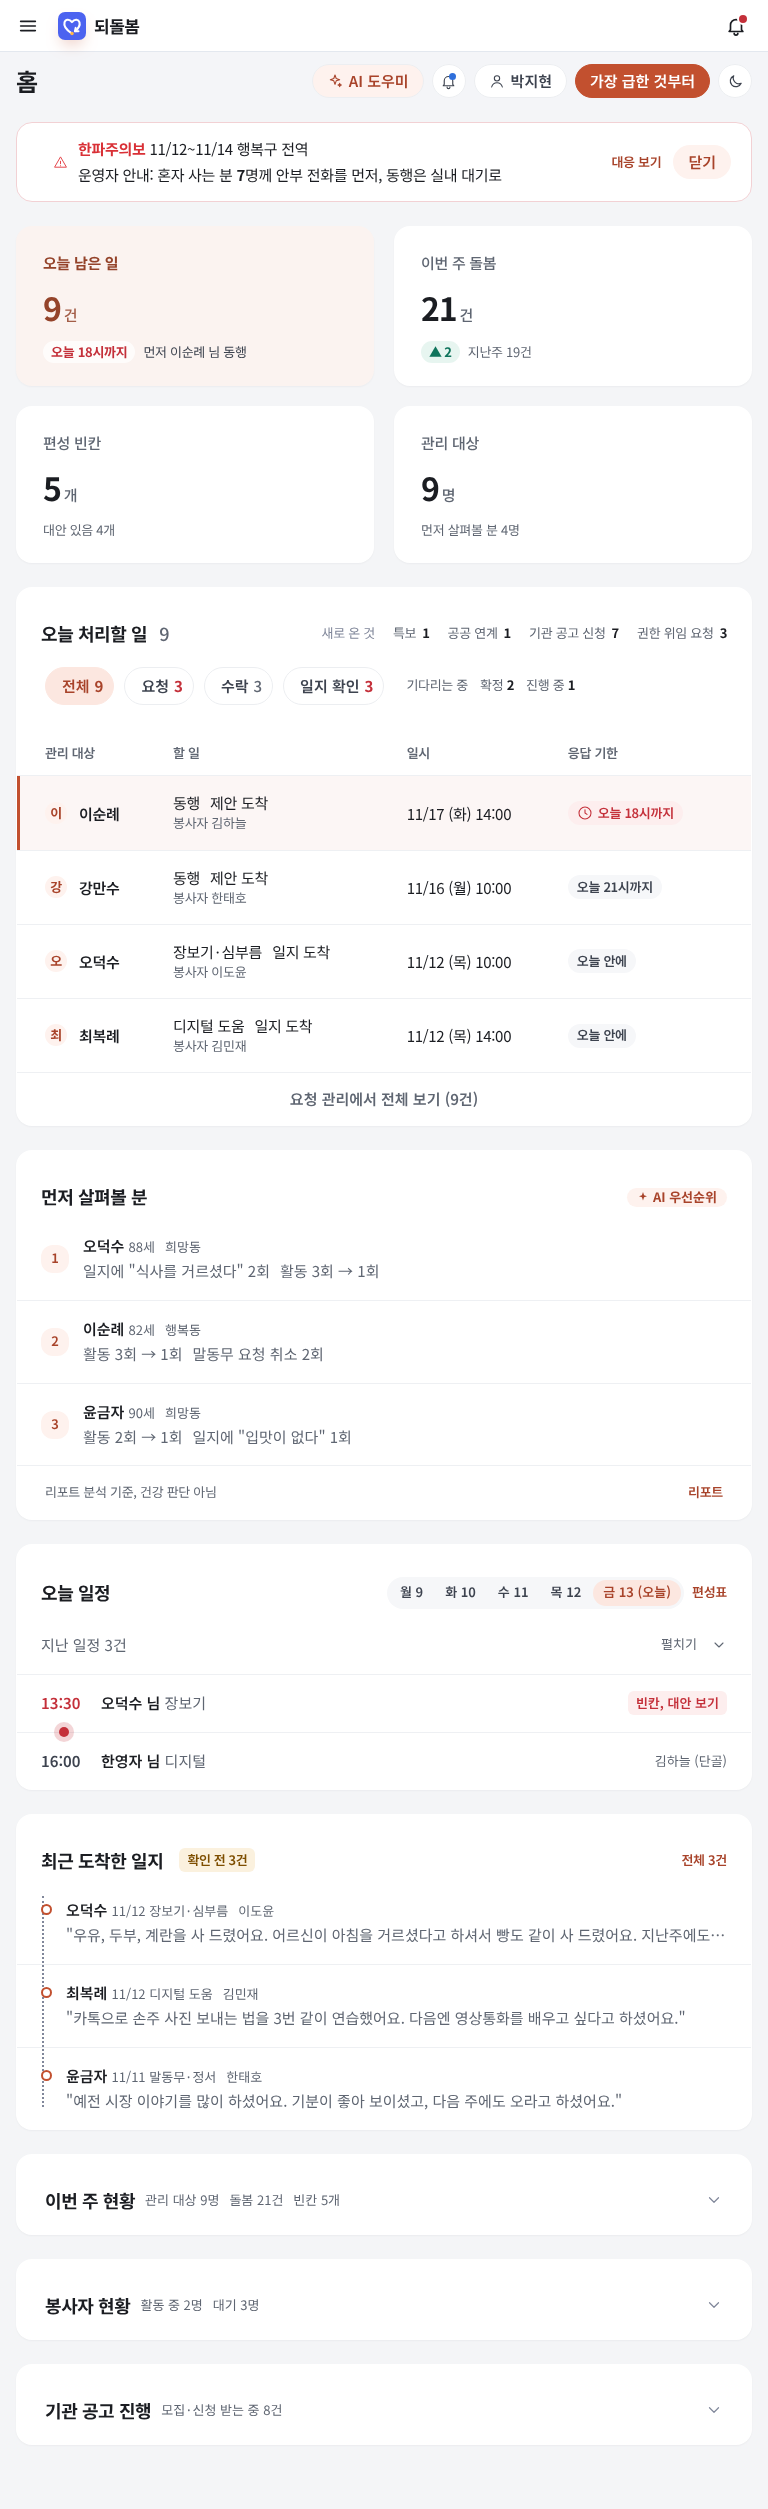 되돌봄
홈
AI 도우미
박지현
가장 급한 것부터
한파주의보 11/12~11/14 행복구 전역
운영자 안내: 혼자 사는 분 7명께 안부 전화를 먼저, 동행은 실내 대기로
대응 보기
닫기
오늘 남은 일
9건
오늘 18시까지 먼저 이순례 님 동행
이번 주 돌봄
21건
▲2 지난주 19건
편성 빈칸
5개
대안 있음 4개
관리 대상
9명
먼저 살펴볼 분 4명
오늘 처리할 일 9
새로 온 것 특보 1 공공 연계 1 기관 공고 신청 7 권한 위임 요청 3
전체 9 요청 3 수락 3 일지 확인 3 기다리는 중 확정 2 진행 중 1
관리 대상 할 일 일시 응답 기한
이 이순례 동행 제안 도착 11/17 (화) 14:00 오늘 18시까지
봉사자 김하늘
강 강만수 동행 제안 도착 11/16 (월) 10:00 오늘 21시까지
봉사자 한태호
오 오덕수 장보기·심부름 일지 도착 11/12 (목) 10:00 오늘 안에
봉사자 이도윤
최 최복례 디지털 도움 일지 도착 11/12 (목) 14:00 오늘 안에
봉사자 김민재
요청 관리에서 전체 보기 (9건)
먼저 살펴볼 분
AI 우선순위
1 오덕수 88세 희망동
일지에 "식사를 거르셨다" 2회 활동 3회 → 1회
2 이순례 82세 행복동
활동 3회 → 1회 말동무 요청 취소 2회
3 윤금자 90세 희망동
활동 2회 → 1회 일지에 "입맛이 없다" 1회
리포트 분석 기준, 건강 판단 아님
리포트
오늘 일정
월 9 화 10 수 11 목 12 금 13 (오늘) 편성표
지난 일정 3건
펼치기
13:30 오덕수 님 장보기 빈칸, 대안 보기
16:00 한영자 님 디지털 김하늘 (단골)
최근 도착한 일지 확인 전 3건
전체 3건
오덕수 11/12 장보기·심부름 이도윤
"우유, 두부, 계란을 사 드렸어요. 어르신이 아침을 거르셨다고 하셔서 빵도 같이 사 드렸어요. 지난주에도…
최복례 11/12 디지털 도움 김민재
"카톡으로 손주 사진 보내는 법을 3번 같이 연습했어요. 다음엔 영상통화를 배우고 싶다고 하셨어요."
윤금자 11/11 말동무·정서 한태호
"예전 시장 이야기를 많이 하셨어요. 기분이 좋아 보이셨고, 다음 주에도 오라고 하셨어요."
이번 주 현황 관리 대상 9명 돌봄 21건 빈칸 5개
봉사자 현황 활동 중 2명 대기 3명
기관 공고 진행 모집·신청 받는 중 8건